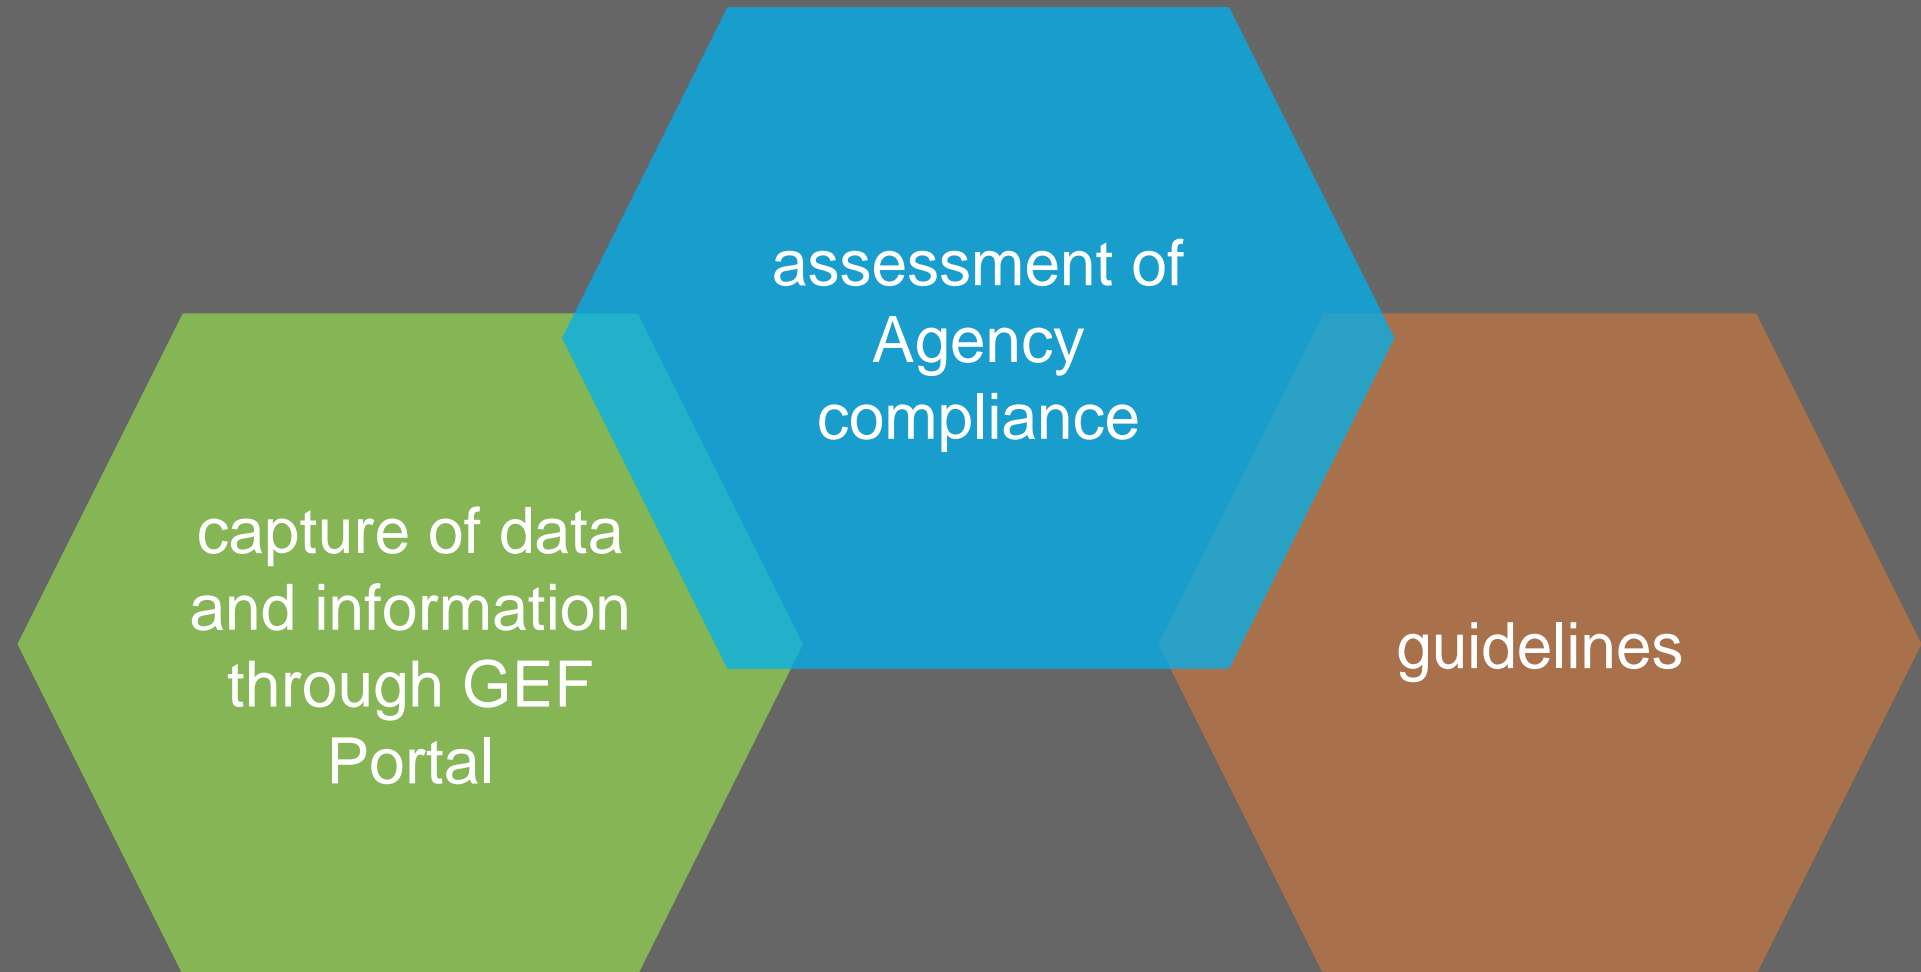 capture of data
and information
through GEF
Portal
assessment of
Agency
compliance
guidelines